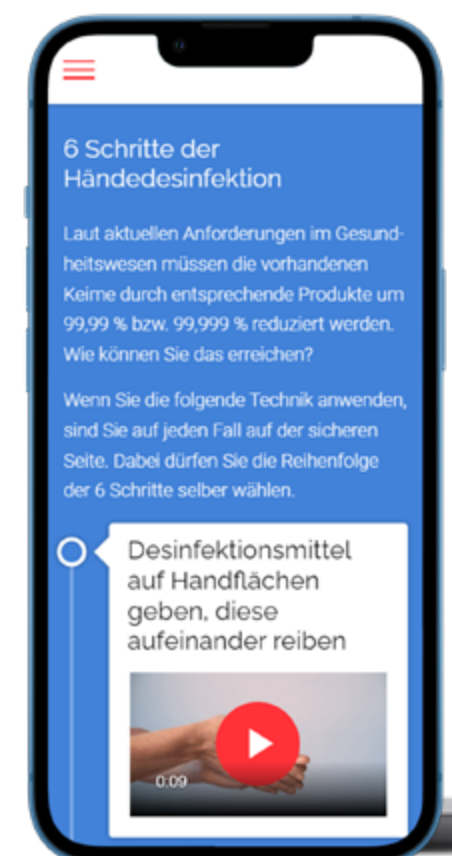 6 Schritte der
Händedesinfektion
Laut aktuellen Anforderungen im Gesund-
heitswesen müssen die vorhandenen
Keime durch entsprechende Produkte um
99,99 % bzw. 99,999 % reduziert werden.
Wie können Sie das erreichen?
Wenn Sie die folgende Technik anwenden,
sind Sie auf jeden Fall auf der sicheren
Seite. Dabei dürfen Sie die Reihenfolge
der 6 Schritte selber wählen.
Desinfektionsmittel
auf Handflächen
geben, diese
aufeinander reiben
0:09